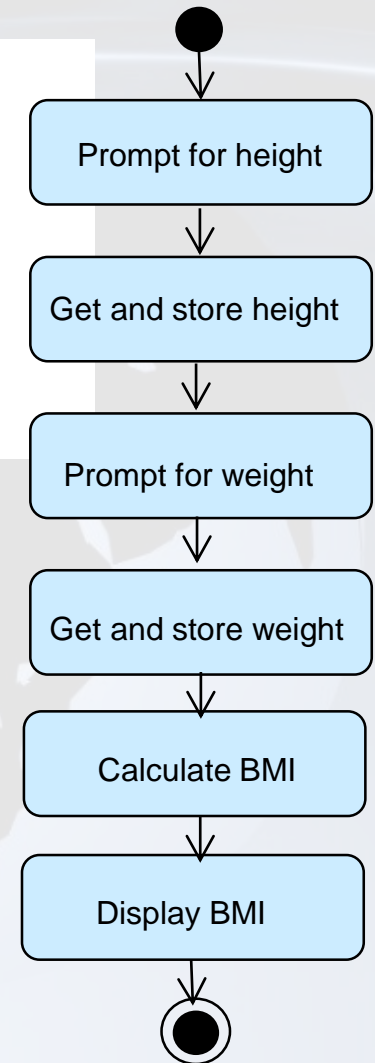 Prompt for height
Get and store height
Prompt for weight
Get and store weight
Calculate BMI
Display BMI